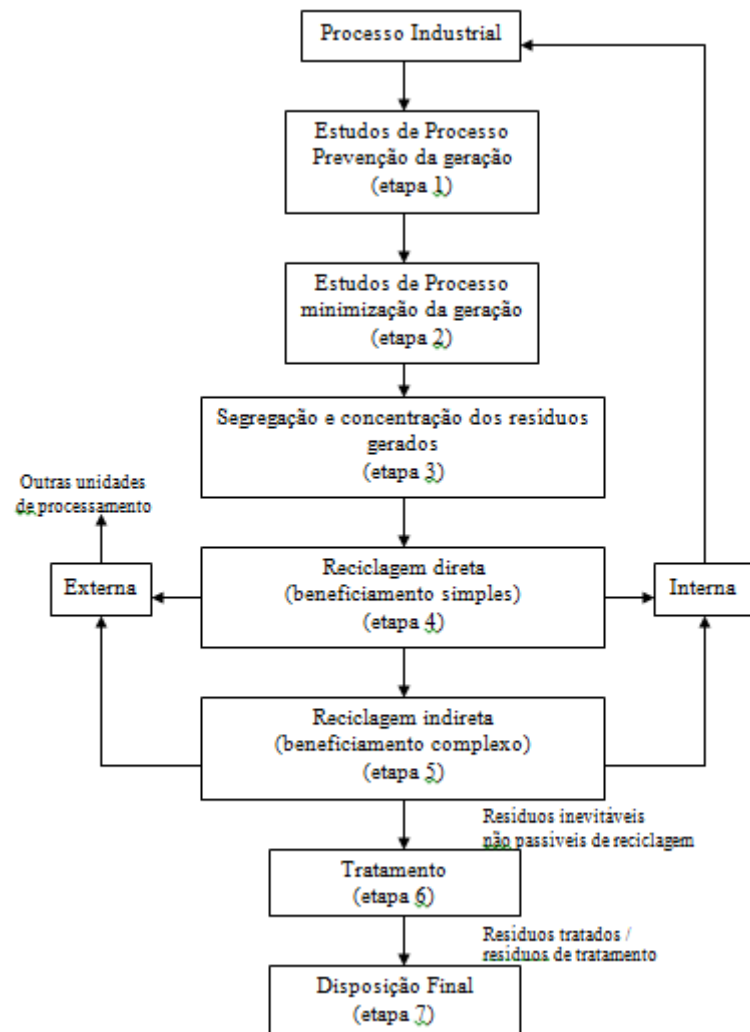 Processo Industrial
Estudos de Processo
Prevenção da geração
(etapa 1)
Estudos de Processo
minimização da geração
(etapa 2)
Segregação e concentração dos resíduos
gerados
(etapa 3)
Outras unidades
de processamento
Externa
Reciclagem direta
(beneficiamento simples)
(etapa 4)
Interna
Reciclagem indireta
(beneficiamento complexo)
(etapa 5)
Resíduos inevitáveis
não passíveis de reciclagem
Tratamento
(etapa 6)
Resíduos tratados /
resíduos de tratamento
Disposição Final
(etapa 7)